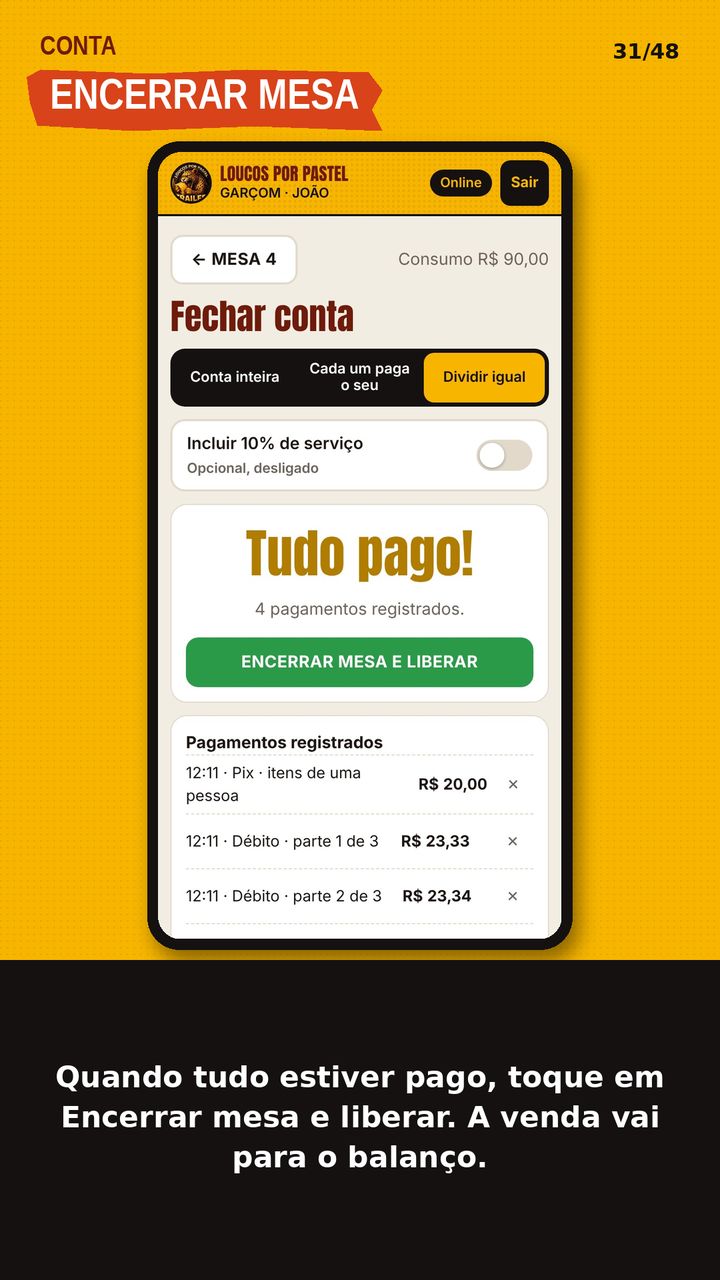 CONTA
31/48
ENCERRAR MESA
LOUCOS POR PASTEL
GARÇOM · JOÃO
Online
Sair
LOUCOS POR PASTEL
TRAILER
← MESA 4
Consumo R$ 90,00
Fechar conta
Conta inteira
Cada um paga
o seu
Dividir igual
Incluir 10% de serviço
Opcional, desligado
Tudo pago!
4 pagamentos registrados.
ENCERRAR MESA E LIBERAR
Pagamentos registrados
12:11 · Pix · itens de uma
pessoa
R$ 20,00 ×
12:11 · Débito · parte 1 de 3 R$ 23,33 ×
12:11 · Débito · parte 2 de 3 R$ 23,34 ×
Quando tudo estiver pago, toque em
Encerrar mesa e liberar. A venda vai
para o balanço.